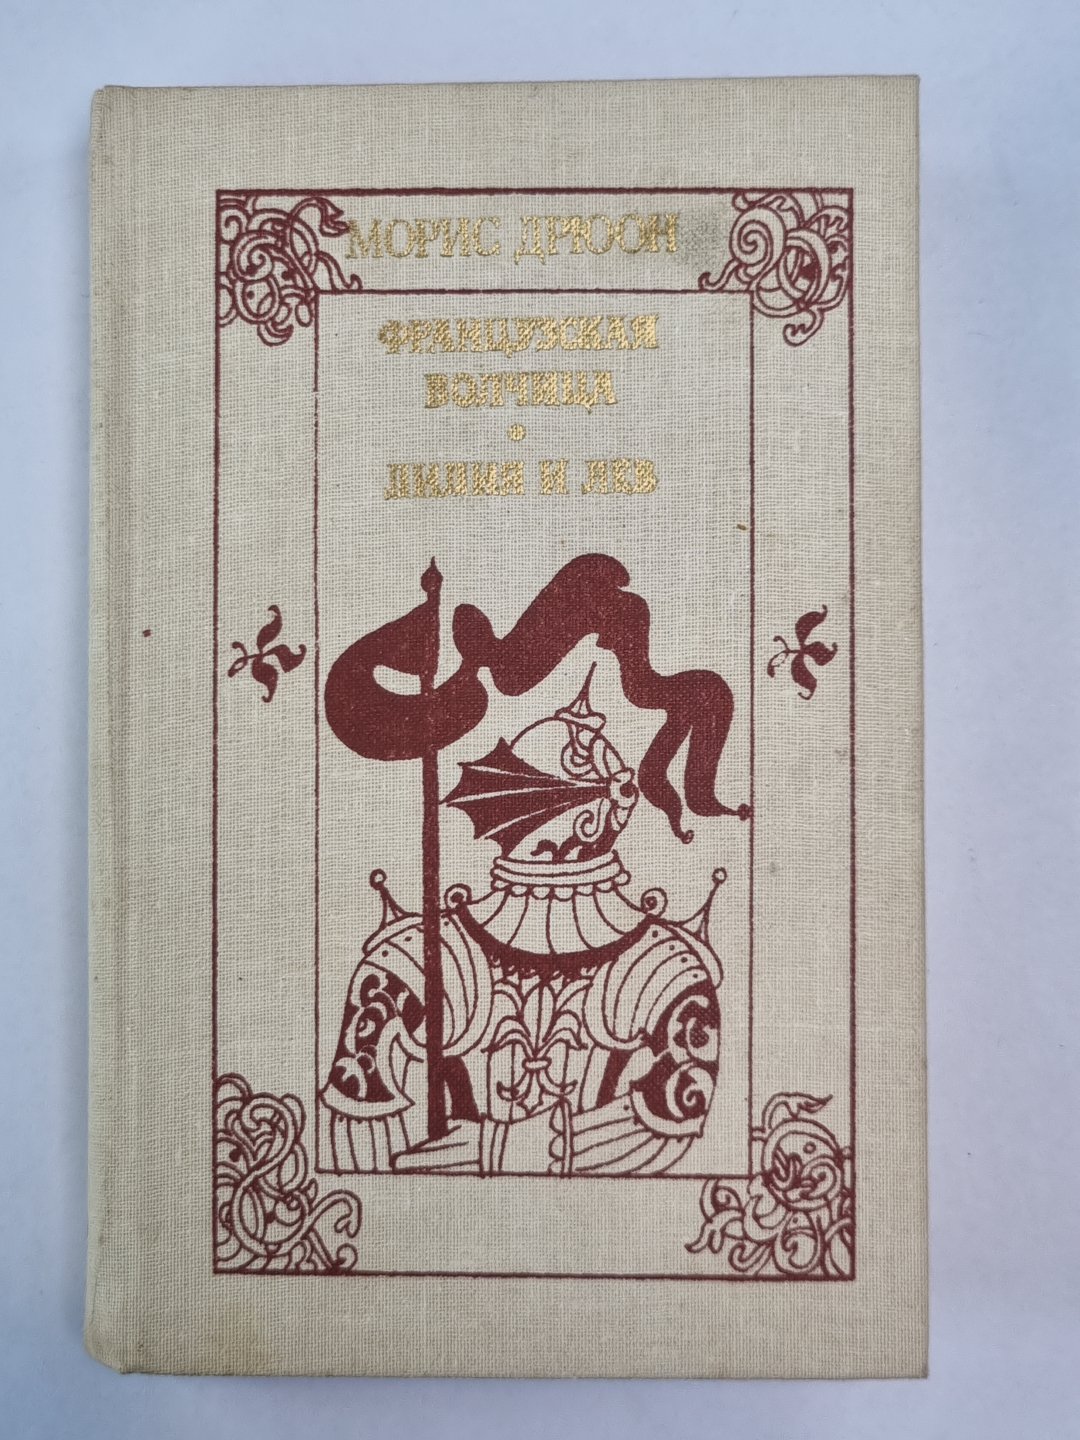 МОРИС ДРЮОН
ФРАНЦУЗСКАЯ
ВОЛЧИЦА
•
ЛИЛИЯ И ЛЕВ